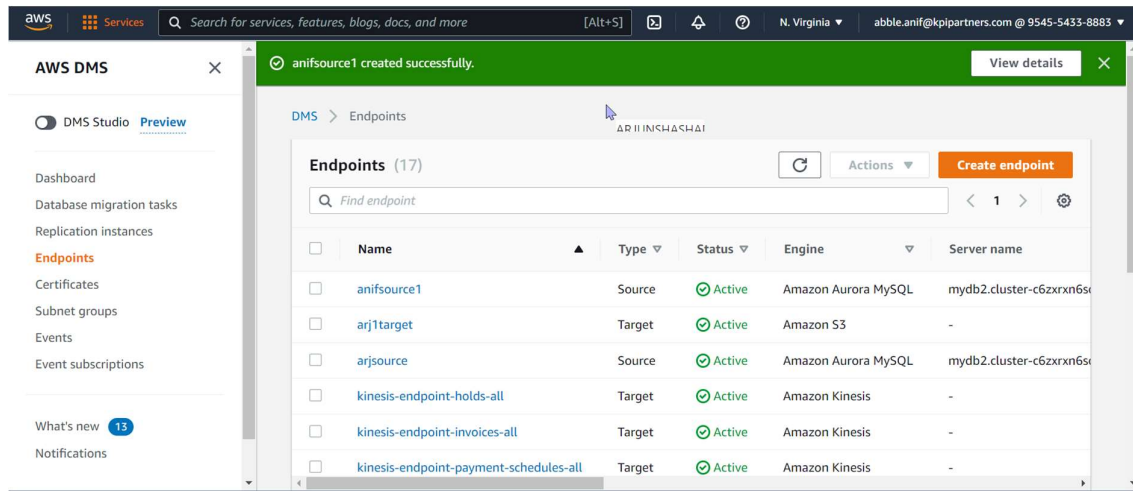 aws Services Search for services, features, blogs, docs, and more [Alt+S] N. Virginia ▼ abble.anif@kpipartners.com @ 9545-5433-8883 ▼
AWS DMS
anifsource1 created successfully. View details
DMS Studio Preview
DMS > Endpoints
Endpoints (17) Actions ▼ Create endpoint
Find endpoint < 1 >
Dashboard
Database migration tasks
Replication instances
Endpoints
Certificates
Subnet groups
Events
Event subscriptions
What's new 13
Notifications
Name Type Status Engine Server name
anifsource1 Source Active Amazon Aurora MySQL
arj1target Target Active Amazon S3 -
arjsource Source Active Amazon Aurora MySQL
kinesis-endpoint-holds-all Target Active Amazon Kinesis -
kinesis-endpoint-invoices-all Target Active Amazon Kinesis -
kinesis-endpoint-payment-schedules-all Target Active Amazon Kinesis -